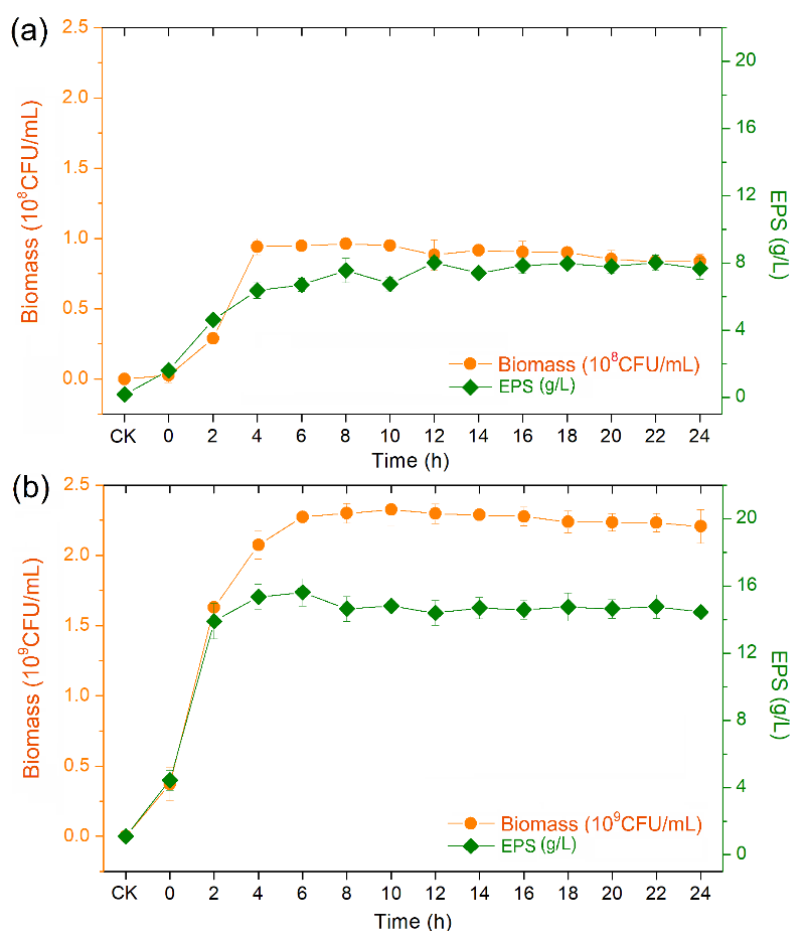 (a)
2.5
2.0
1.5
1.0
0.5
0.0
Biomass (10⁸CFU/mL)
20
16
12
8
4
0
EPS (g/L)
Biomass (10⁸CFU/mL)
EPS (g/L)
CK 0 2 4 6 8 10 12 14 16 18 20 22 24
Time (h)
(b)
2.5
2.0
1.5
1.0
0.5
0.0
Biomass (10⁹CFU/mL)
20
16
12
8
4
0
EPS (g/L)
Biomass (10⁹CFU/mL)
EPS (g/L)
CK 0 2 4 6 8 10 12 14 16 18 20 22 24
Time (h)